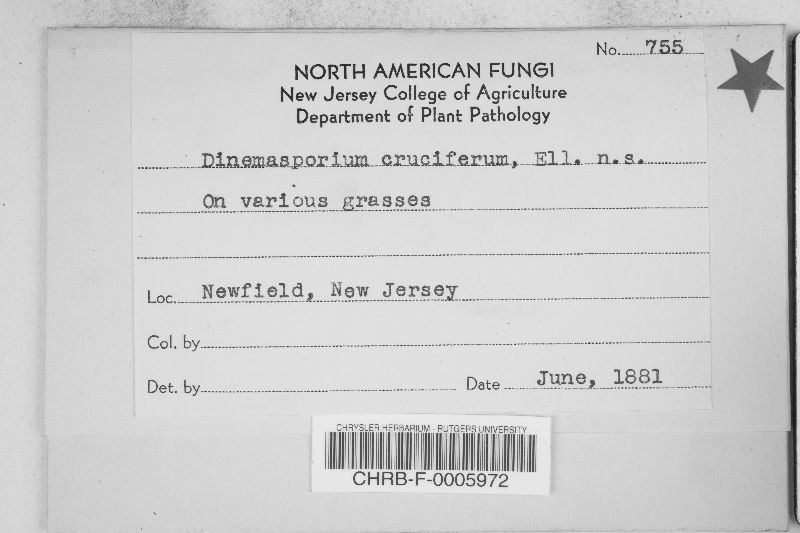 No. 755
NORTH AMERICAN FUNGI
New Jersey College of Agriculture
Department of Plant Pathology
Dinemasporium cruciferum, Ell. n.s.
On various grasses
Loc. Newfield, New Jersey
Col. by
Det. by Date June, 1881
CHRYSLER HERBARIUM - RUTGERS UNIVERSITY
CHRB-F-0005972